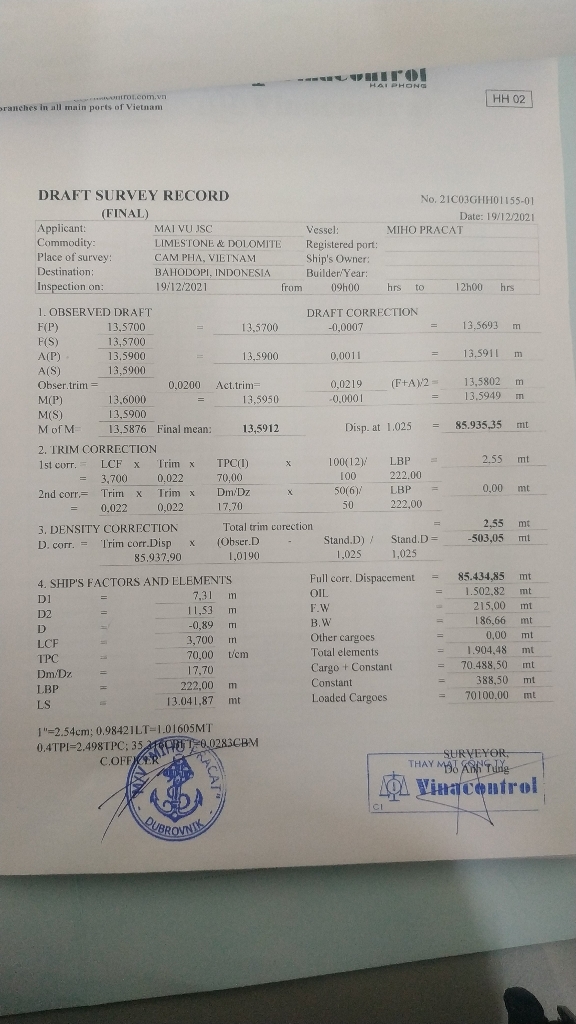 HAI PHONG
branches in all main ports of Vietnam
HH 02
DRAFT SURVEY RECORD
(FINAL)
No. 21C03GHH01155-01
Date: 19/12/2021
Applicant: MAI VU JSC Vessel: MIHO PRACAT
Commodity: LIMESTONE & DOLOMITE Registered port:
Place of survey: CAM PHA, VIETNAM Ship's Owner:
Destination: BAHODOPI, INDONESIA Builder/Year:
Inspection on: 19/12/2021 from 09h00 hrs to 12h00 hrs
1. OBSERVED DRAFT DRAFT CORRECTION
F(P) 13,5700 = 13,5700 -0,0007 = 13,5693 m
F(S) 13,5700
A(P) 13,5900 = 13,5900 0,0011 = 13,5911 m
A(S) 13,5900
Obser.trim = 0,0200 Act.trim= 0,0219 (F+A)/2 = 13,5802 m
M(P) 13,6000 = 13,5950 -0,0001 = 13,5949 m
M(S) 13,5900
M of M 13,5876 Final mean: 13,5912 Disp. at 1.025 = 85.935,35 mt
2. TRIM CORRECTION
1st corr. = LCF x Trim x TPC(I) x 100(12)/ LBP = 2,55 mt
= 3,700 0,022 70,00 100 222,00
2nd corr.= Trim x Trim x Dm/Dz x 50(6)/ LBP = 0,00 mt
= 0,022 0,022 17,70 50 222,00
3. DENSITY CORRECTION Total trim corection = 2,55 mt
D. corr. = Trim corr.Disp x (Obser.D - Stand.D) / Stand.D = -503,05 mt
85.937,90 1,0190 1,025 1,025
4. SHIP'S FACTORS AND ELEMENTS Full corr. Dispacement = 85.434,85 mt
D1 = 7,31 m OIL = 1.502,82 mt
D2 = 11,53 m F.W = 215,00 mt
D = -0,89 m B.W = 186,66 mt
LCF = 3,700 m Other cargoes = 0,00 mt
TPC = 70,00 t/cm Total elements = 1.904,48 mt
Dm/Dz = 17,70 Cargo + Constant = 70.488,50 mt
LBP = 222,00 m Constant = 388,50 mt
LS = 13.041,87 mt Loaded Cargoes = 70100,00 mt
1"=2.54cm; 0.98421LT=1.01605MT
0.4TPI=2.498TPC; 35. =0.0283CBM
C.OFFICER
SURVEYOR
THAY MẶT CÔNG TY
Do Anh Tung
Vinacontrol
C1
DUBROVNIK